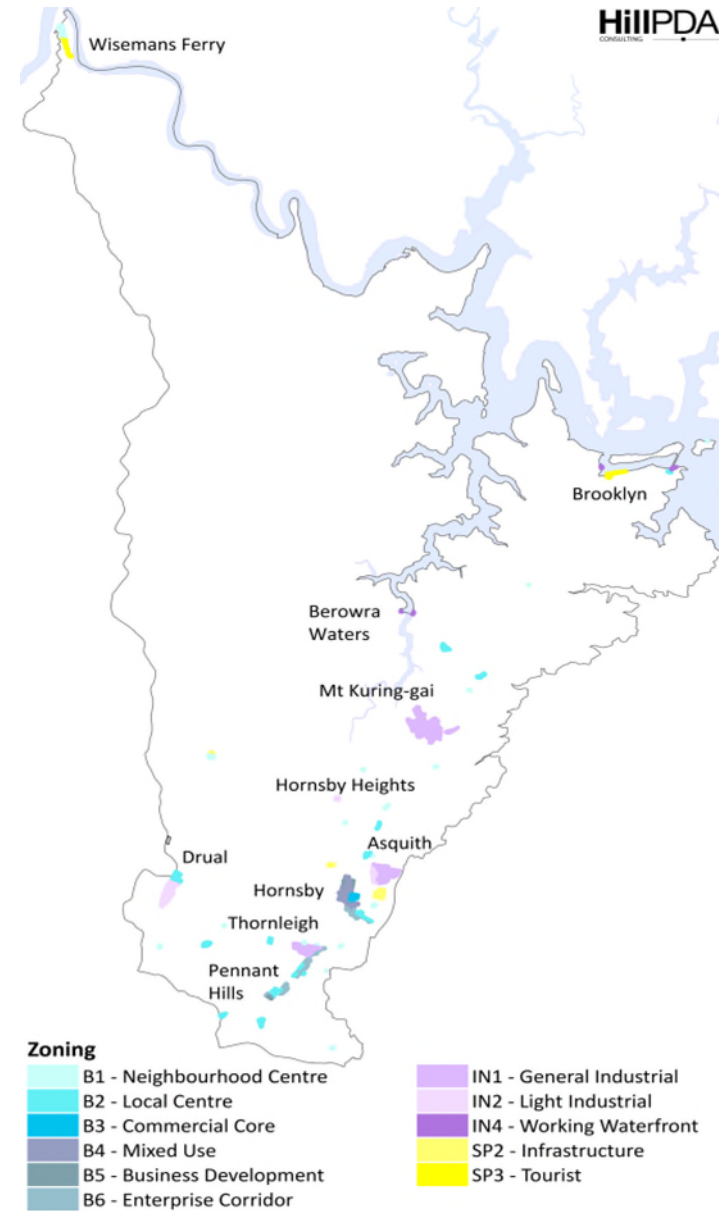 HillPDA
CONSULTING
Wisemans Ferry
Brooklyn
Berowra
Waters
Mt Kuring-gai
Hornsby Heights
Asquith
Drual
Hornsby
Thornleigh
Pennant
Hills
Zoning
B1 - Neighbourhood Centre
B2 - Local Centre
B3 - Commercial Core
B4 - Mixed Use
B5 - Business Development
B6 - Enterprise Corridor
IN1 - General Industrial
IN2 - Light Industrial
IN4 - Working Waterfront
SP2 - Infrastructure
SP3 - Tourist